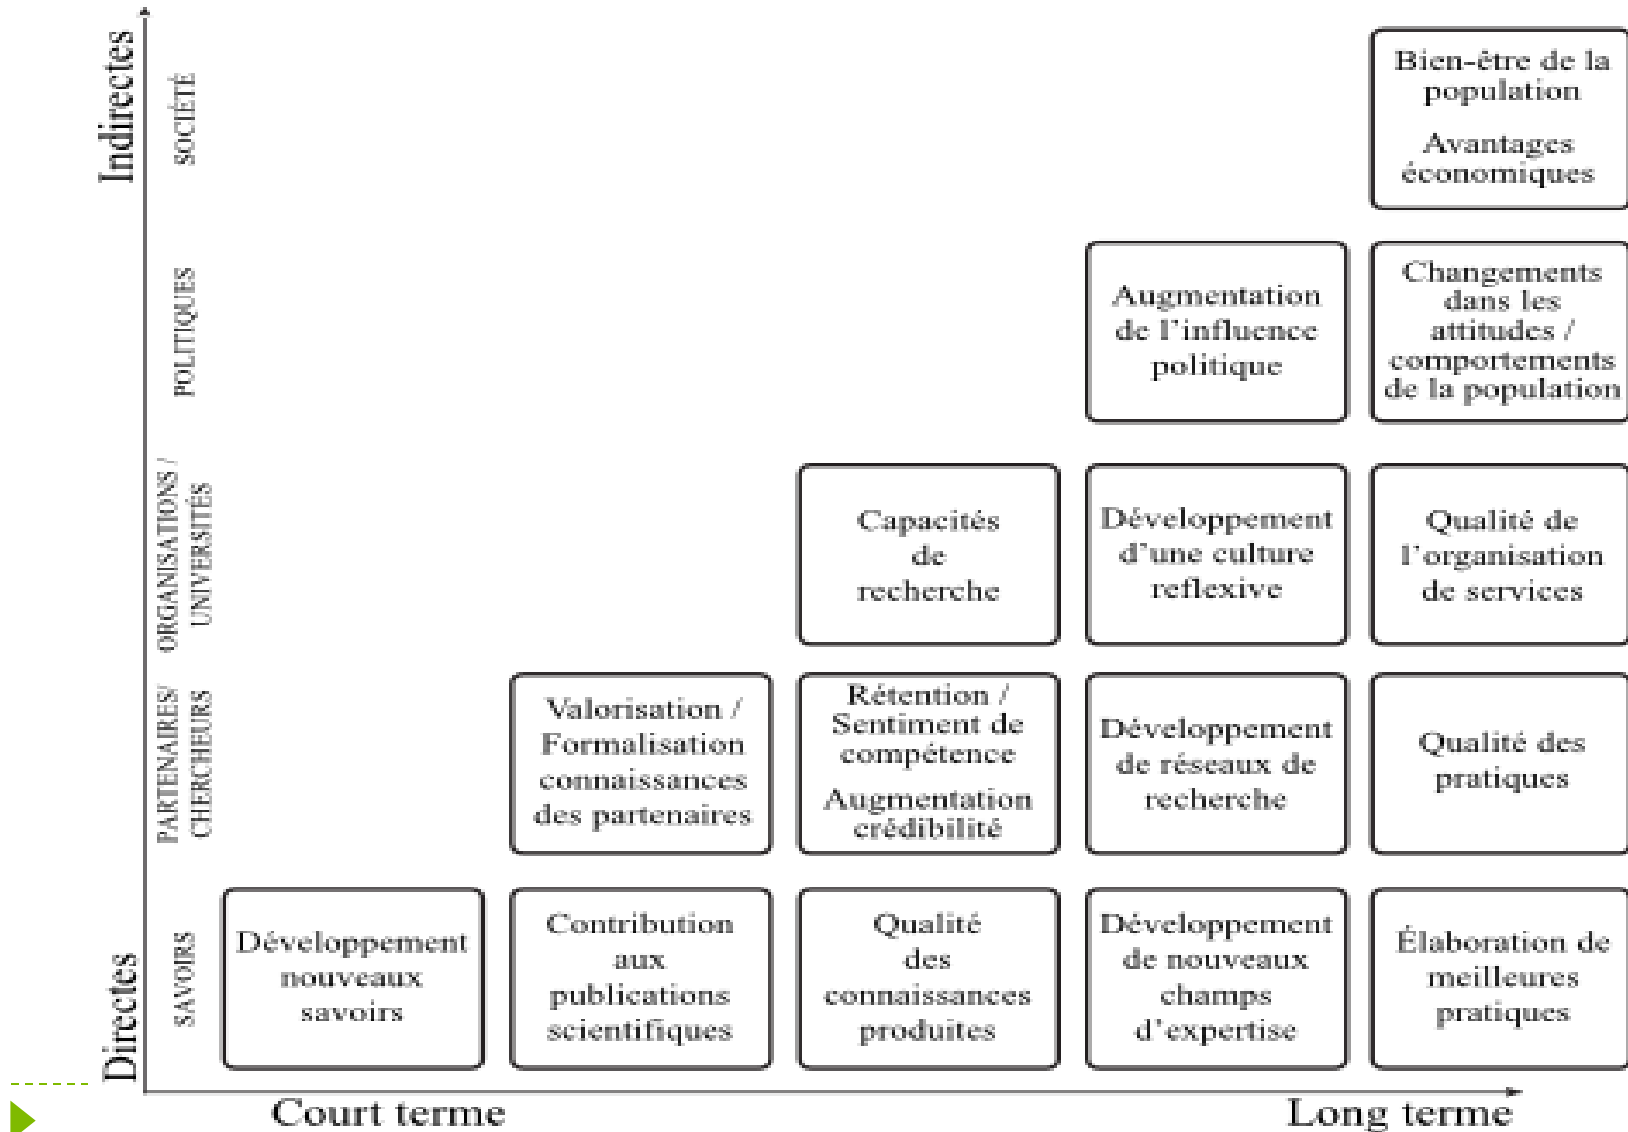 Indirectes
SOCIÉTÉ
Bien-être de la
population
Avantages
économiques
POLITIQUES
Augmentation
de l'influence
politique
Changements
dans les
attitudes /
comportements
de la population
ORGANISATIONS /
UNIVERSITÉS
Capacités
de
recherche
Développement
d'une culture
reflexive
Qualité de
l'organisation
de services
PARTENAIRES/
CHERCHEURS
Valorisation /
Formalisation
connaissances
des partenaires
Rétention /
Sentiment de
compétence
Augmentation
crédibilité
Développement
de réseaux de
recherche
Qualité des
pratiques
Directes
SAVOIRS
Développement
nouveaux
savoirs
Contribution
aux
publications
scientifiques
Qualité
des
connaissances
produites
Développement
de nouveaux
champs
d'expertise
Élaboration de
meilleures
pratiques
Court terme
Long terme